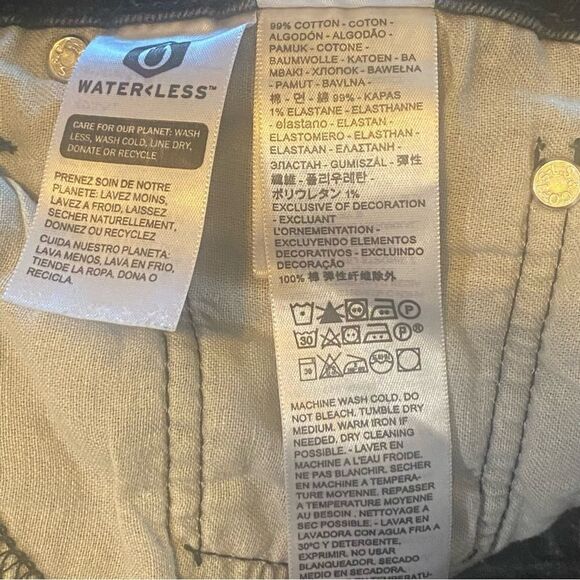 WATER<LESS™
CARE FOR OUR PLANET: WASH
LESS, WASH COLD, LINE DRY,
DONATE OR RECYCLE
PRENEZ SOIN DE NOTRE
PLANÈTE: LAVEZ MOINS,
LAVEZ A FROID, LAISSEZ
SECHER NATURELLEMENT,
DONNEZ OU RECYCLEZ
CUIDA NUESTRO PLANETA:
LAVA MENOS, LAVA EN FRIO,
TIENDE LA ROPA, DONA O
RECICLA.
99% COTTON - COTON -
ALGODÓN - ALGODÃO -
PAMUK - COTONE -
BAUMWOLLE - KATOEN - BA
MBAKI - ХЛОПОК - BAWEŁNA
- PAMUT - BAVLNA -
棉 - 면 - 綿 99% - KAPAS
1% ELASTANE - ELASTHANNE
- elastano - ELASTAN -
ELASTOMERO - ELASTHAN -
ELASTAAN - ΕΛΑΣΤΑΝΗ -
ЭЛАСТАН - GUMISZÁL - 彈性
纖維 - 폴리우레탄 -
ポリウレタン 1%
EXCLUSIVE OF DECORATION
- EXCLUANT
L'ORNEMENTATION -
EXCLUYENDO ELEMENTOS
DECORATIVOS - EXCLUINDO
DECORAÇÃO
100% 棉 弹性纤维除外
P
30 P®
30
MACHINE WASH COLD. DO
NOT BLEACH. TUMBLE DRY
MEDIUM. WARM IRON IF
NEEDED, DRY CLEANING
POSSIBLE. - LAVER EN
MACHINE A L'EAU FROIDE.
NE PAS BLANCHIR. SECHER
EN MACHINE A TEMPERA-
TURE MOYENNE. REPASSER
A TEMPERATURE MOYENNE
AU BESOIN. NETTOYAGE A
SEC POSSIBLE. - LAVAR EN
LAVADORA CON AGUA FRIA A
30ºC Y DETERGENTE,
EXPRIMIR. NO USAR
BLANQUEADOR. SECADO
MEDIO EN SECADORA